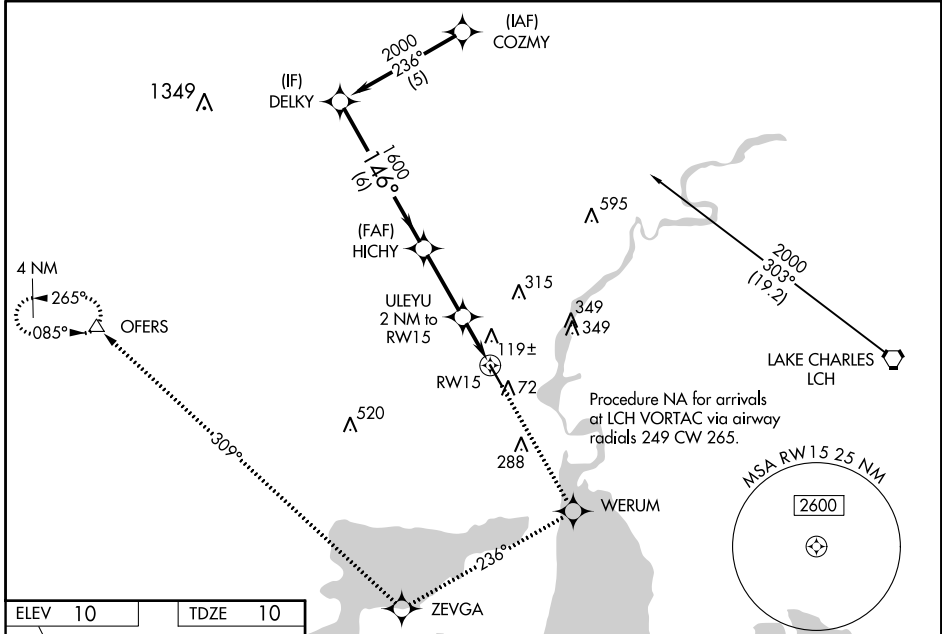 (IAF)
COZMY
2000
236°
(5)
(IF)
DELKY
1349
1600
146°
(6)
(FAF)
HICHY
595
2000
303°
(19.2)
4 NM
265°
085°
OFERS
315
ULEYU
2 NM to
RW15
349
349
119±
RW15
72
LAKE CHARLES
LCH
Procedure NA for arrivals
at LCH VORTAC via airway
radials 249 CW 265.
520
309°
288
MSA RW15 25 NM
2600
WERUM
236°
ZEVGA
ELEV 10
TDZE 10